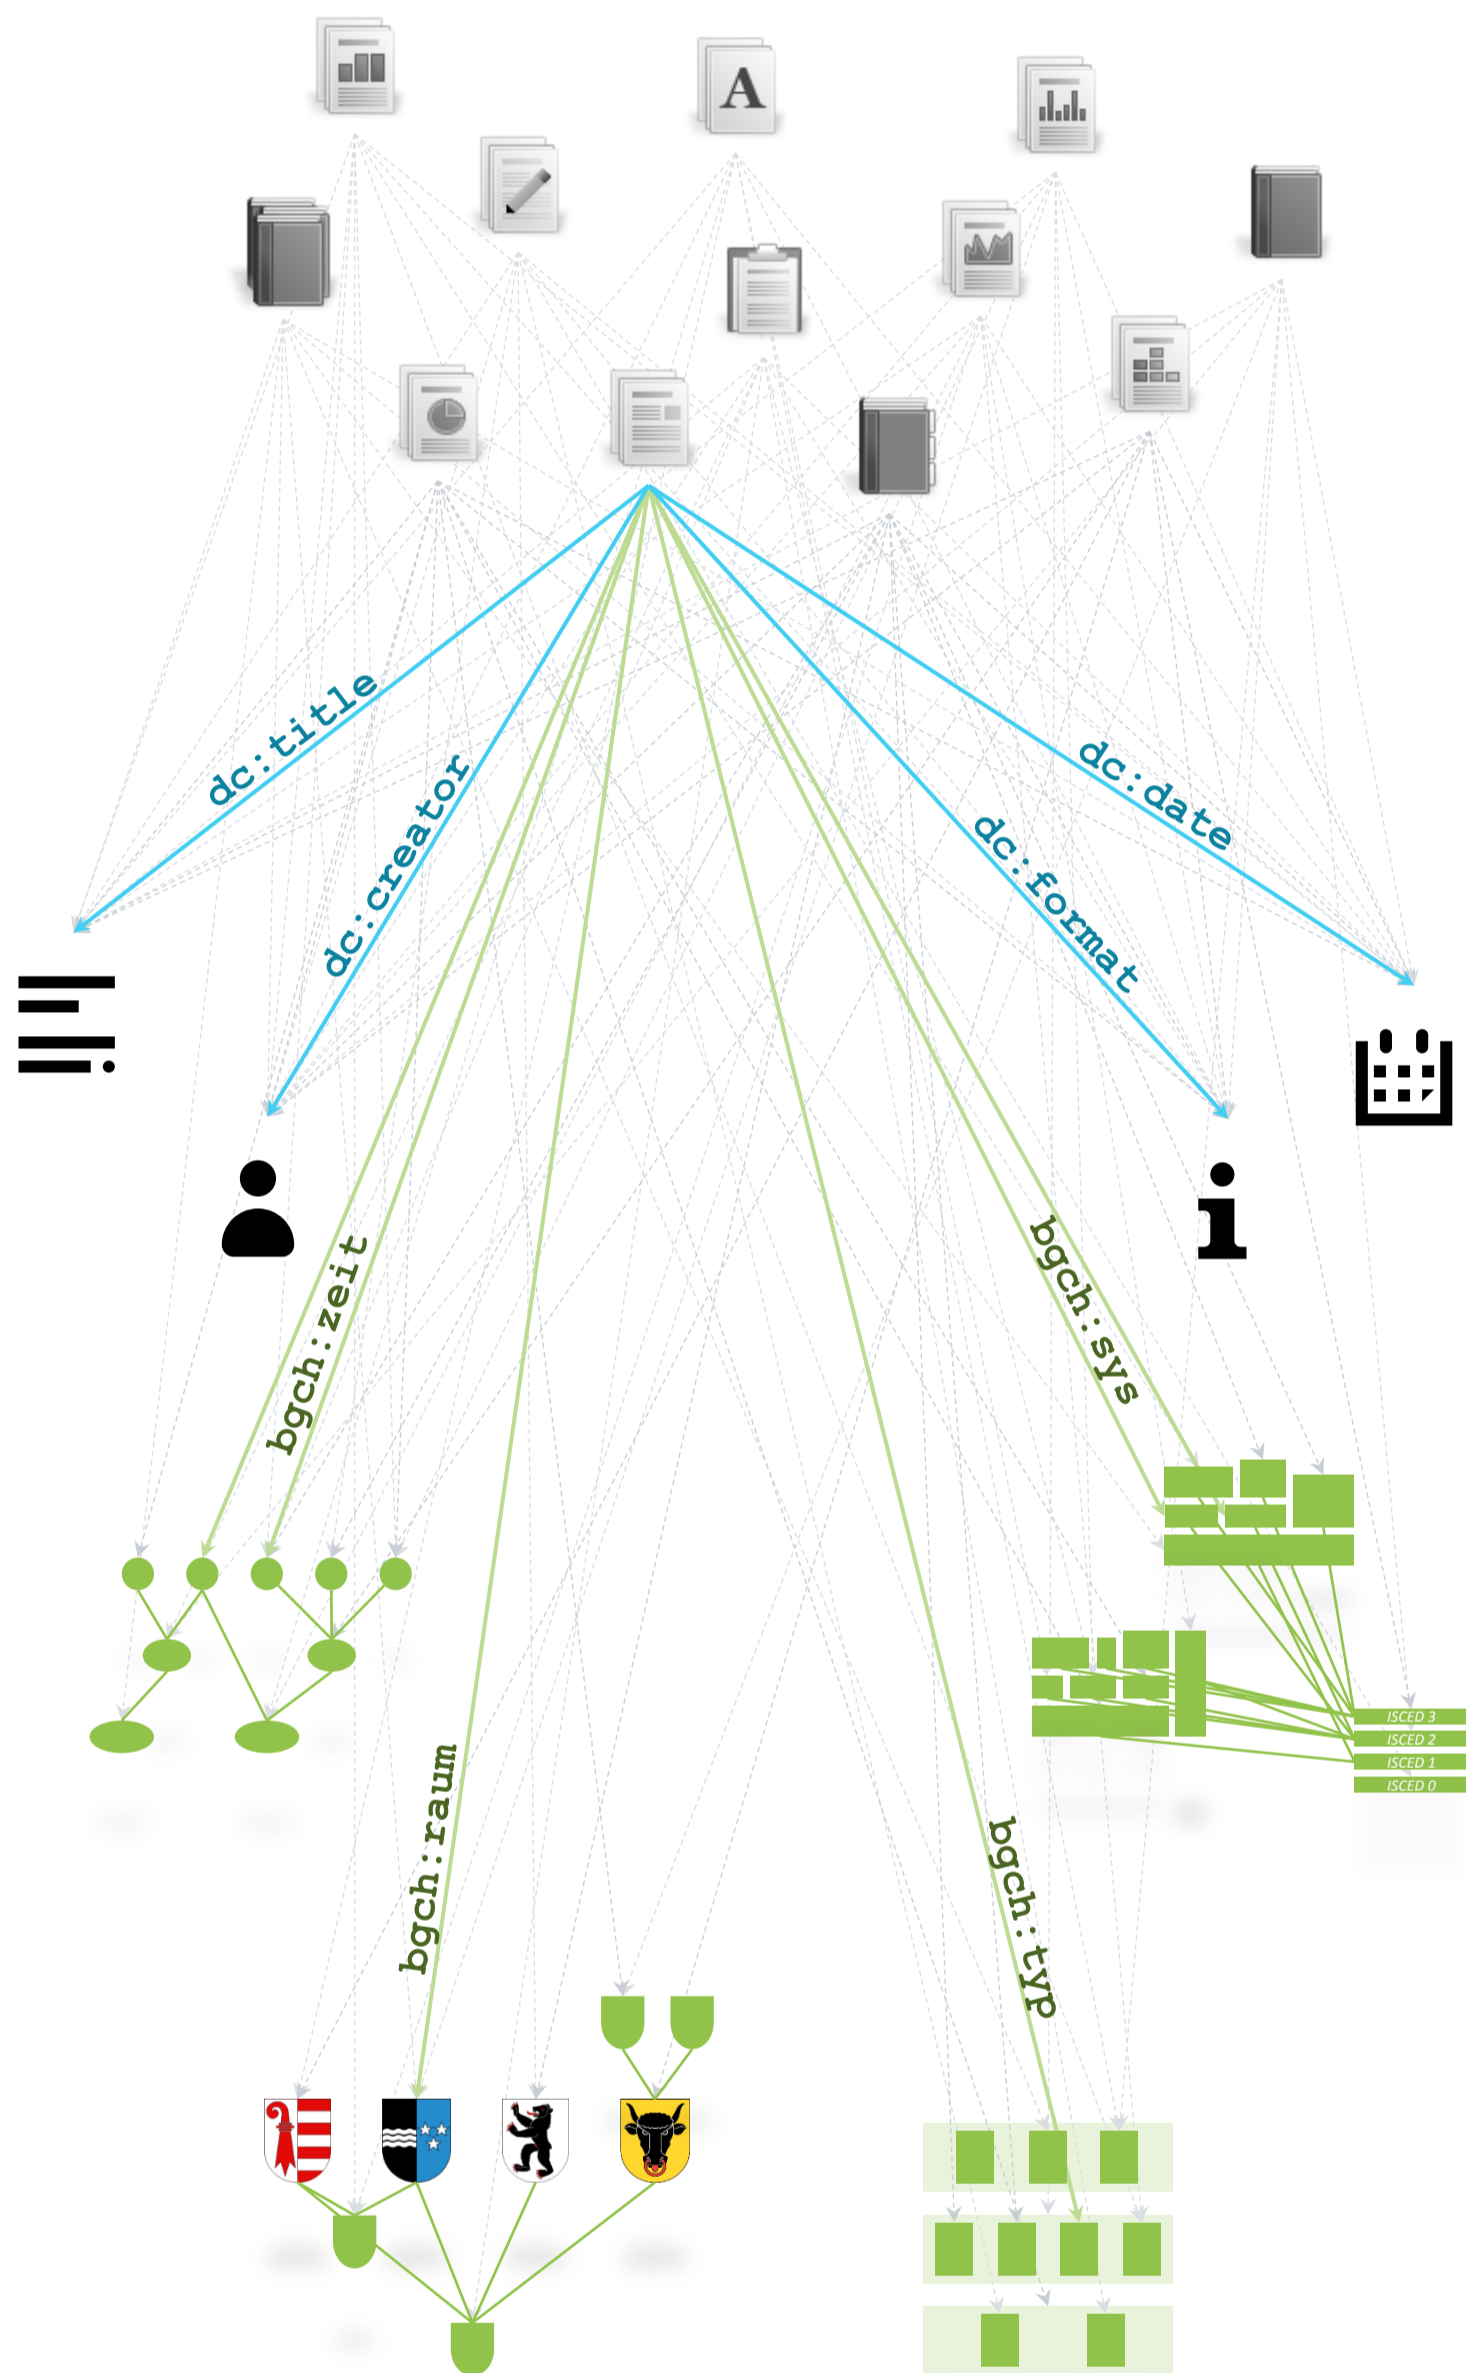 A
dc:title
dc:creator
dc:format
dc:date
bgch:zeit
bgch:sys
bgch:raum
bgch:typ
ISCED 3
ISCED 2
ISCED 1
ISCED 0